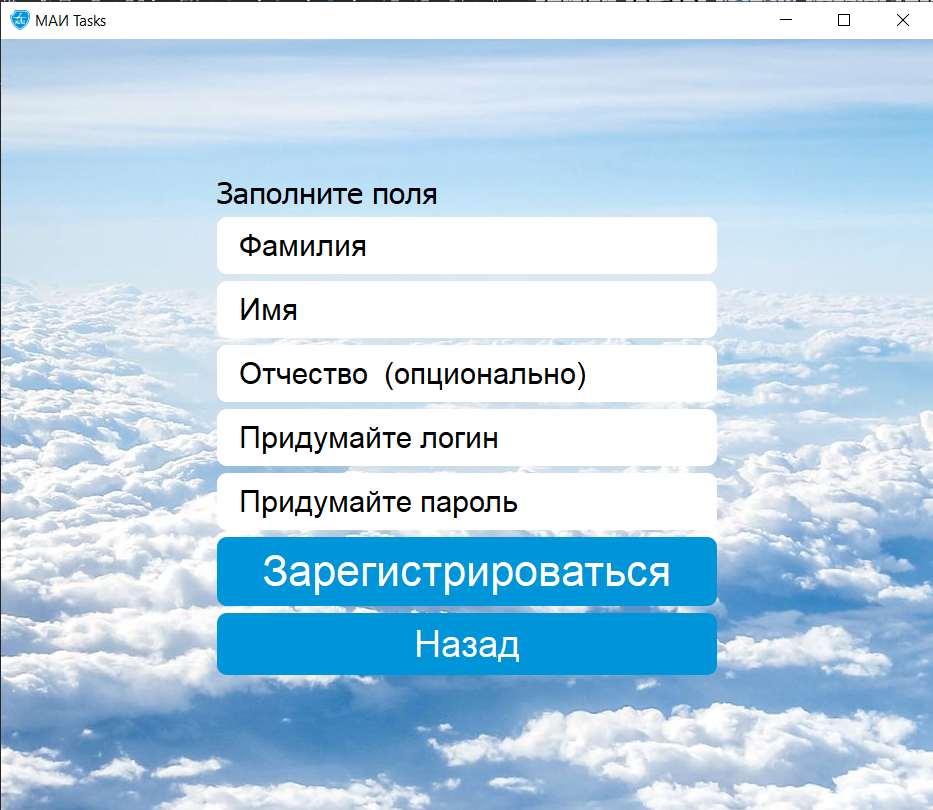 МАИ Tasks
Заполните поля
Фамилия
Имя
Отчество (опционально)
Придумайте логин
Придумайте пароль
Зарегистрироваться
Назад